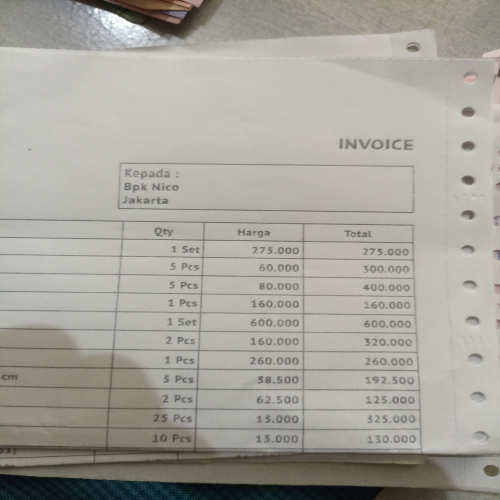 INVOICE
Kepada :
Bpk Nico
Jakarta
Qty Harga Total
1 Set 275.000 275.000
5 Pcs 60.000 300.000
5 Pcs 80.000 400.000
1 Pcs 160.000 160.000
1 Set 600.000 600.000
2 Pcs 160.000 320.000
1 Pcs 260.000 260.000
cm 5 Pcs 38.500 192.500
2 Pcs 62.500 125.000
25 Pcs 13.000 325.000
10 Pcs 13.000 130.000